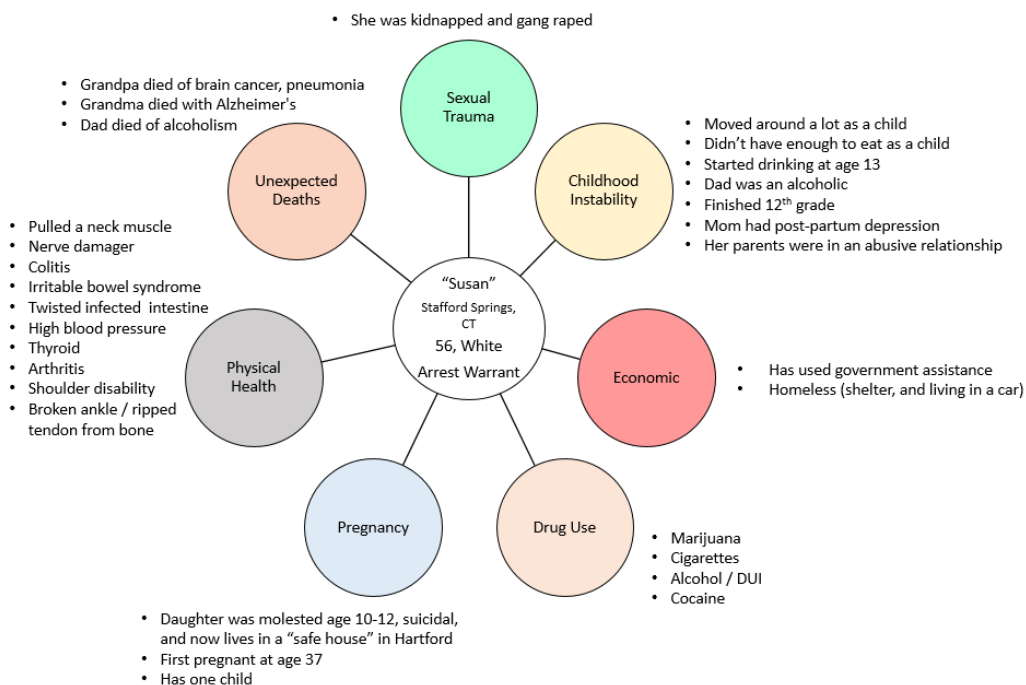 • She was kidnapped and gang raped
Sexual
Trauma
• Grandpa died of brain cancer, pneumonia
• Grandma died with Alzheimer's
• Dad died of alcoholism
Unexpected
Deaths
• Moved around a lot as a child
• Didn't have enough to eat as a child
• Started drinking at age 13
• Dad was an alcoholic
• Finished 12th grade
• Mom had post-partum depression
• Her parents were in an abusive relationship
Childhood
Instability
• Pulled a neck muscle
• Nerve damager
• Colitis
• Irritable bowel syndrome
• Twisted infected intestine
• High blood pressure
• Thyroid
• Arthritis
• Shoulder disability
• Broken ankle / ripped
tendon from bone
Physical
Health
“Susan”
Stafford Springs,
CT
56, White
Arrest Warrant
Economic
• Has used government assistance
• Homeless (shelter, and living in a car)
Pregnancy
• Daughter was molested age 10-12, suicidal,
and now lives in a “safe house” in Hartford
• First pregnant at age 37
• Has one child
Drug Use
• Marijuana
• Cigarettes
• Alcohol / DUI
• Cocaine